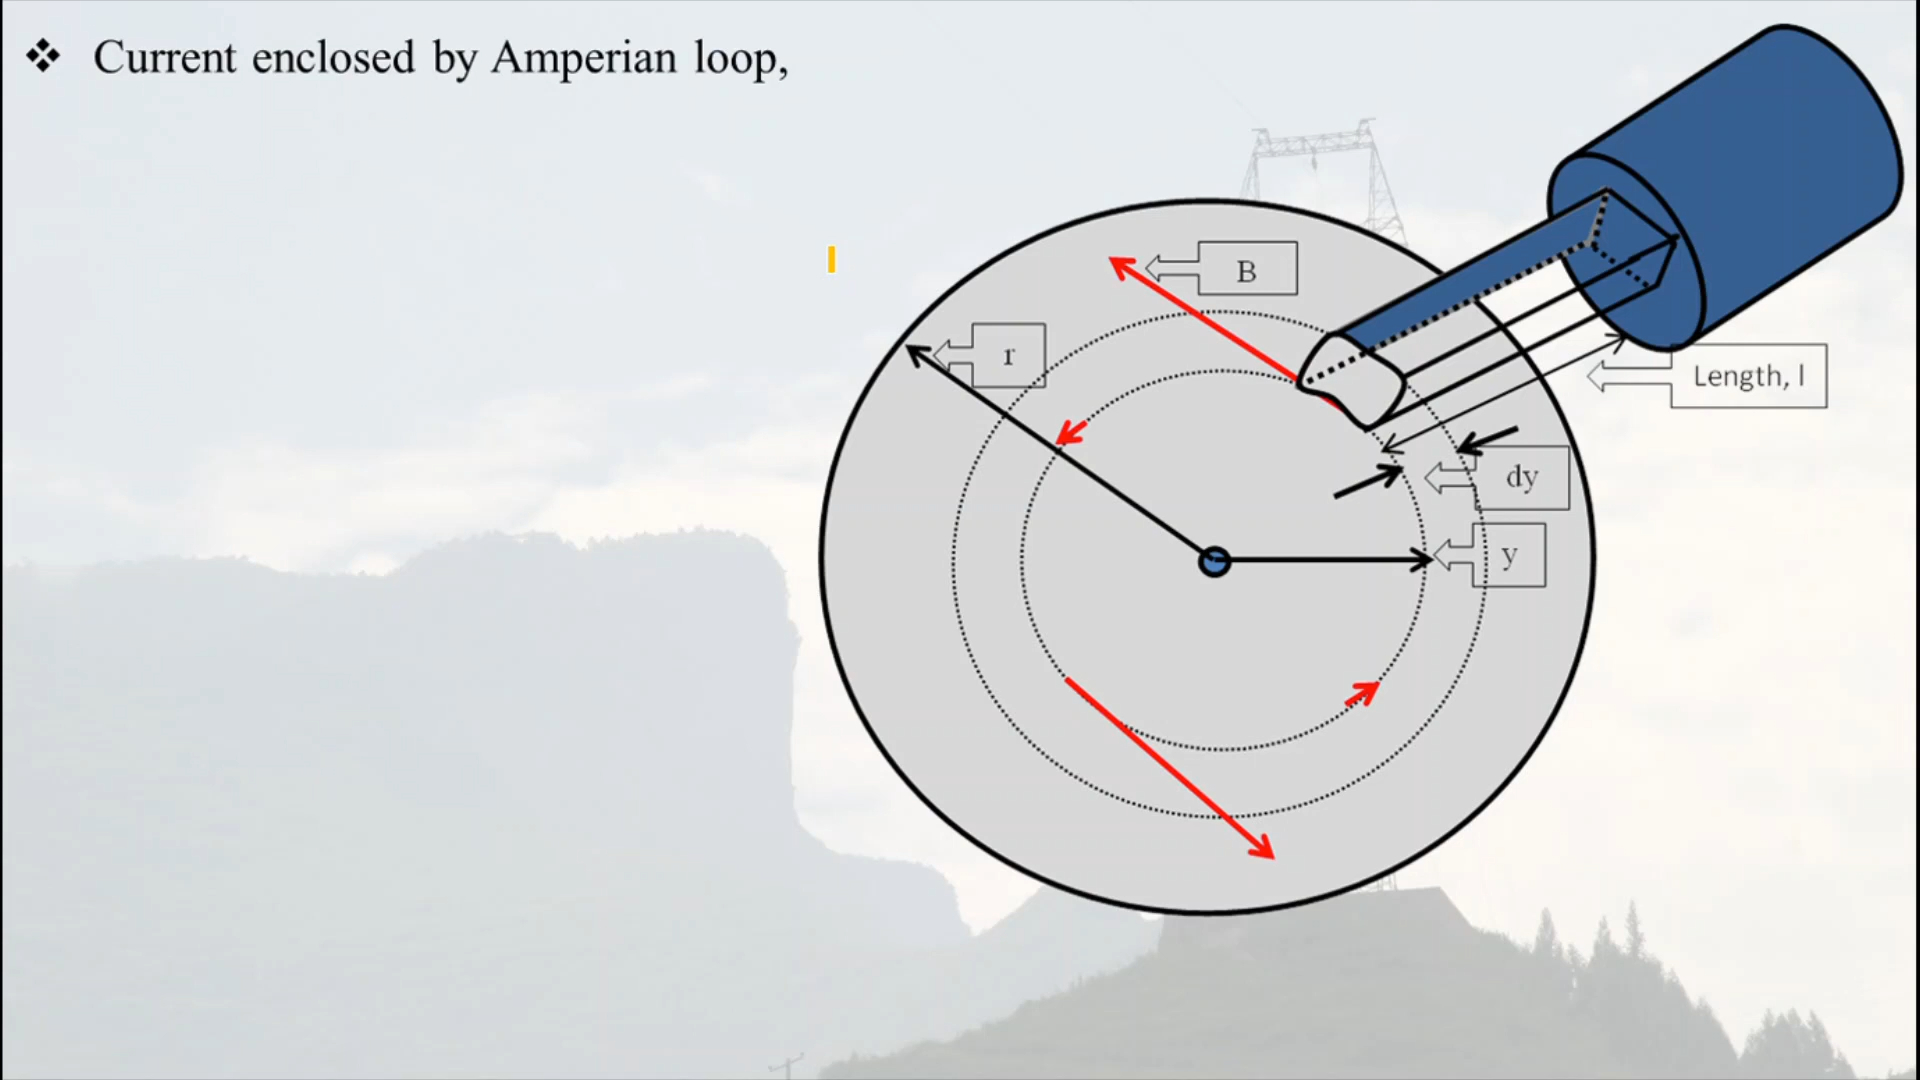 ❖ Current enclosed by Amperian loop,
B
r
Length, l
dy
y